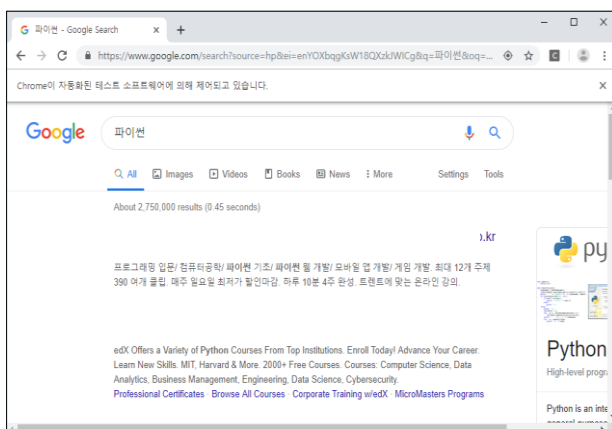 파이썬 - Google Search
https://www.google.com/search?source=hp&ei=enYOXbqgKsW18QXzkJWICg&q=파이썬&oq=...
Chrome이 자동화된 테스트 소프트웨어에 의해 제어되고 있습니다.
Google
파이썬
All Images Videos Books News More Settings Tools
About 2,750,000 results (0.45 seconds)
.kr
프로그래밍 입문/ 컴퓨터공학/ 파이썬 기초/ 파이썬 웹 개발/ 모바일 앱 개발/ 게임 개발. 최대 12개 주제
390 여개 클립. 매주 일요일 최저가 할인마감. 하루 10분 4주 완성. 트렌트에 맞는 온라인 강의.
edX Offers a Variety of Python Courses From Top Institutions. Enroll Today! Advance Your Career.
Learn New Skills. MIT, Harvard & More. 2000+ Free Courses. Courses: Computer Science, Data
Analytics, Business Management, Engineering, Data Science, Cybersecurity.
Professional Certificates · Browse All Courses · Corporate Training w/edX · MicroMasters Programs
py
Python
High-level progr
Python is an inte